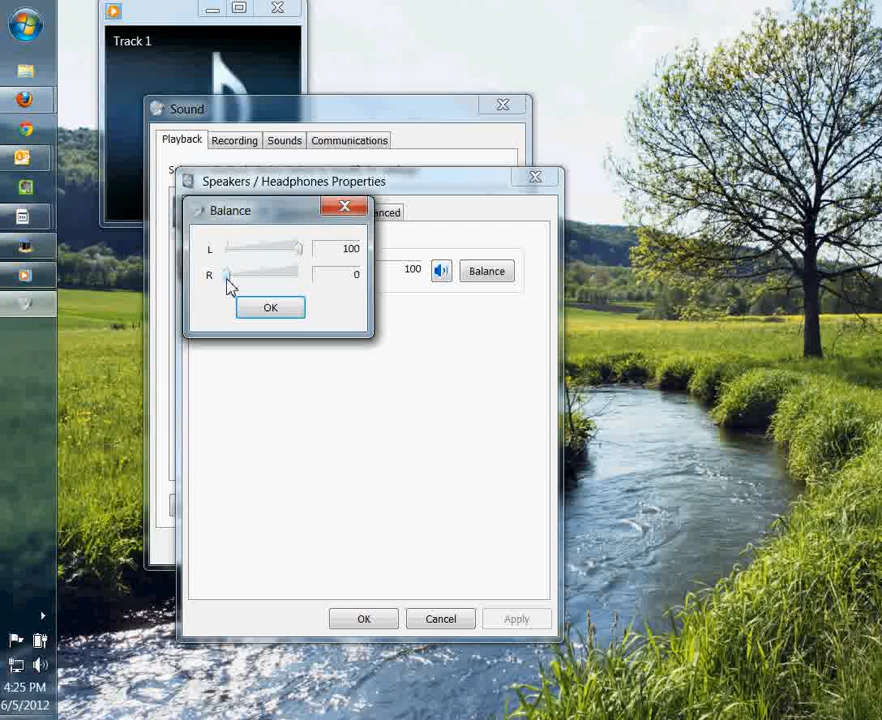 Track 1
Sound
Playback
Recording
Sounds
Communications
Speakers / Headphones Properties
Balance
L
100
R
0
OK
100
Balance
OK
Cancel
Apply
4:25 PM
6/5/2012